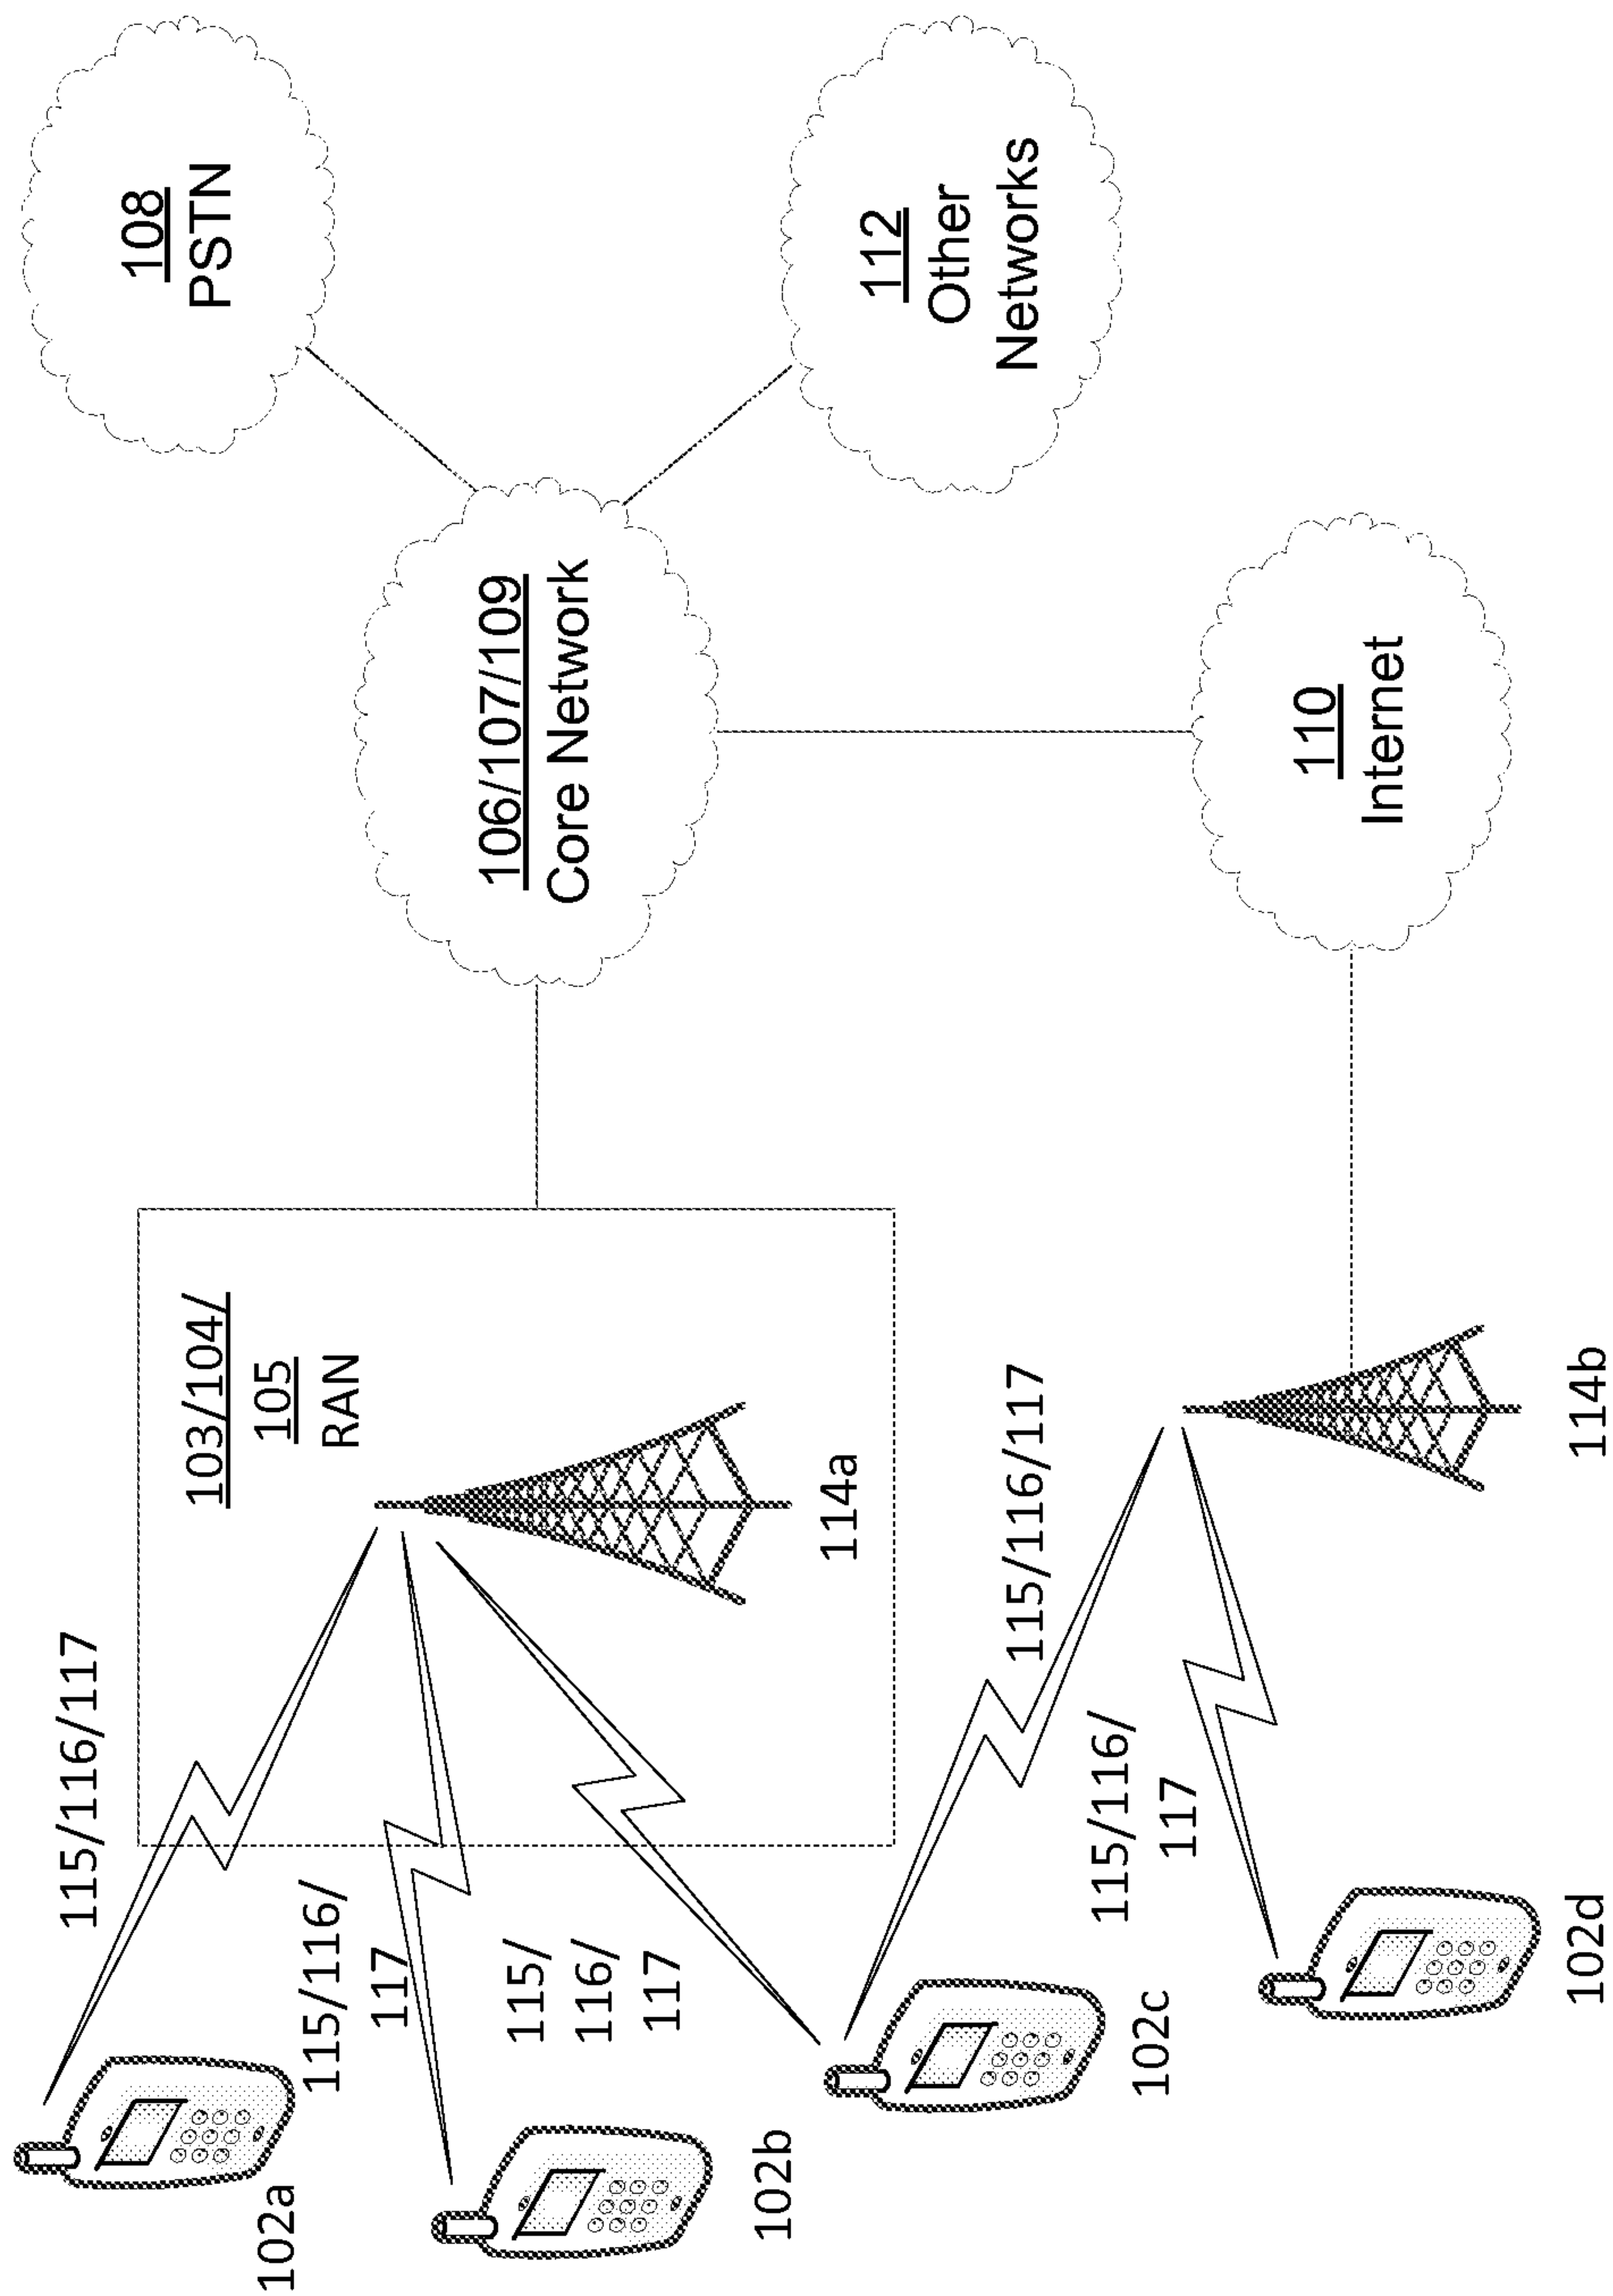 115/116/117
103/104/
105
RAN
108
PSTN
106/107/109
Core Network
102a
115/116/
117
114a
112
Other
Networks
102b
115/
116/
117
115/116/117
110
Internet
102c
115/116/
117
114b
102d